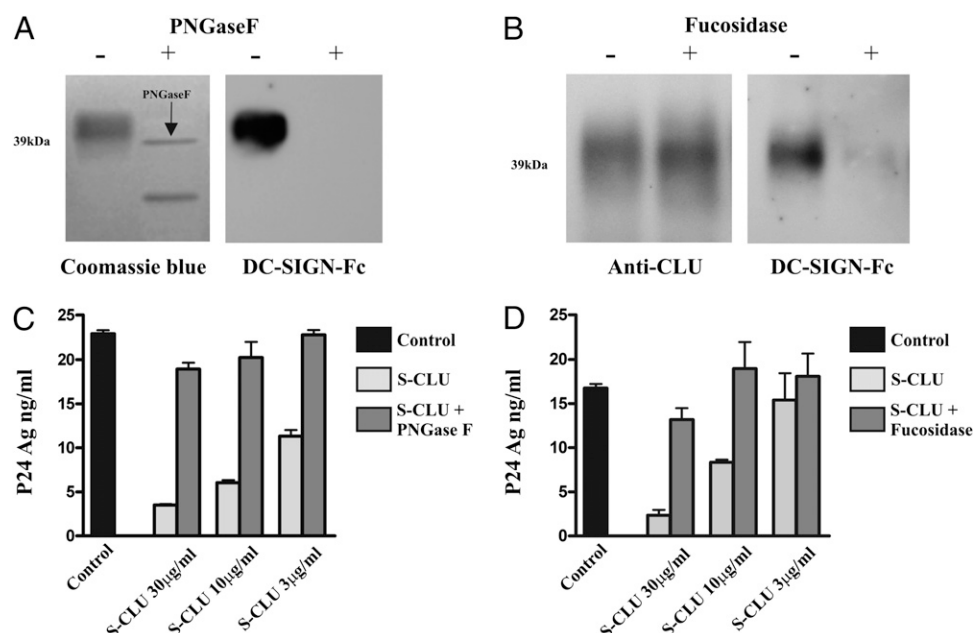 A
PNGaseF
- +
- +
PNGaseF
39kDa
Coomassie blue
DC-SIGN-Fc
B
Fucosidase
- +
- +
39kDa
Anti-CLU
DC-SIGN-Fc
C
P24 Ag ng/ml
25
20
15
10
5
0
Control
S-CLU 30µg/ml
S-CLU 10µg/ml
S-CLU 3µg/ml
Control
S-CLU
S-CLU +
PNGase F
D
P24 Ag ng/ml
25
20
15
10
5
0
Control
S-CLU 30µg/ml
S-CLU 10µg/ml
S-CLU 3µg/ml
Control
S-CLU
S-CLU +
Fucosidase